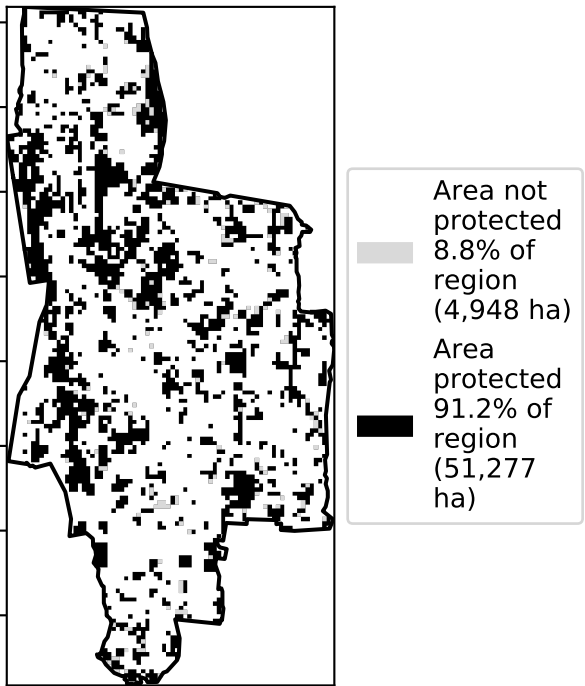 Area not
protected
8.8% of
region
(4,948 ha)
Area
protected
91.2% of
region
(51,277
ha)